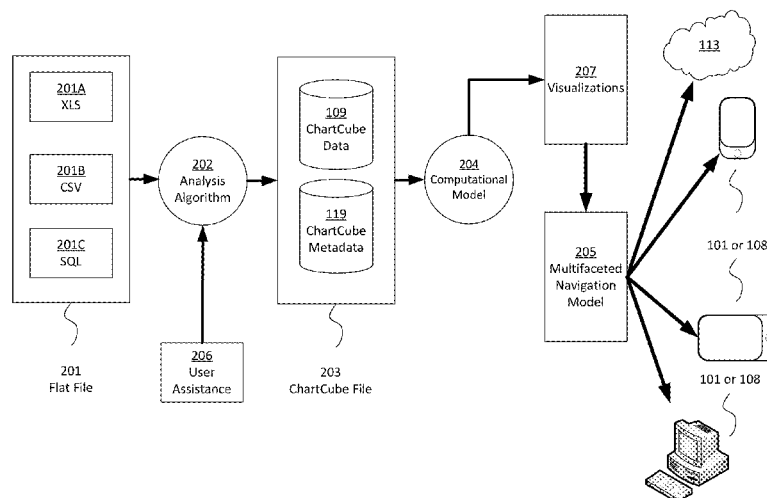 201A
XLS
201B
CSV
201C
SQL
201
Flat File
202
Analysis
Algorithm
206
User
Assistance
109
ChartCube
Data
119
ChartCube
Metadata
203
ChartCube File
204
Computational
Model
207
Visualizations
205
Multifaceted
Navigation
Model
113
101 or 108
101 or 108